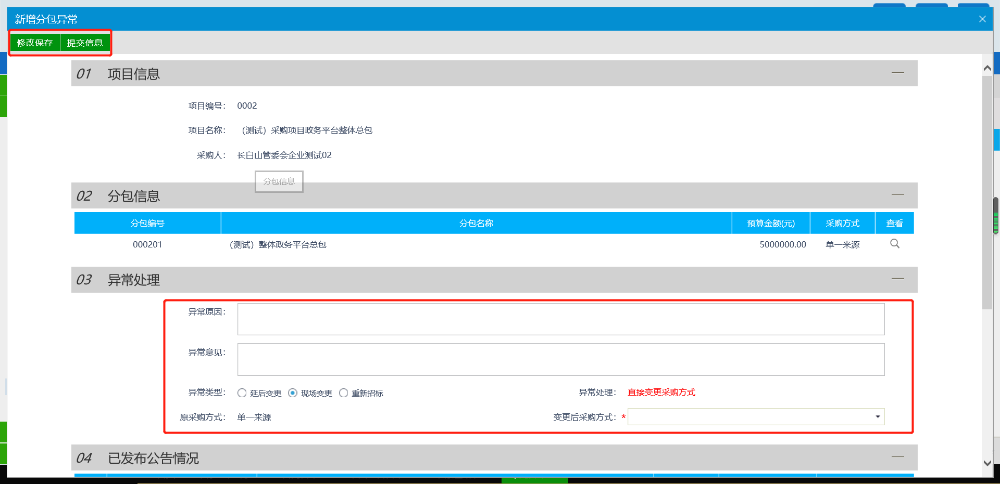 新增分包异常
修改保存 提交信息
01 项目信息
项目编号： 0002
项目名称： （测试）采购项目政务平台整体总包
采购人： 长白山管委会企业测试02
分包信息
02 分包信息
分包编号 分包名称 预算金额(元) 采购方式 查看
000201 （测试）整体政务平台总包 5000000.00 单一来源
03 异常处理
异常原因：
异常意见：
异常类型： 延后变更 现场变更 重新招标 异常处理： 直接变更采购方式
原采购方式： 单一来源 变更后采购方式：*
04 已发布公告情况